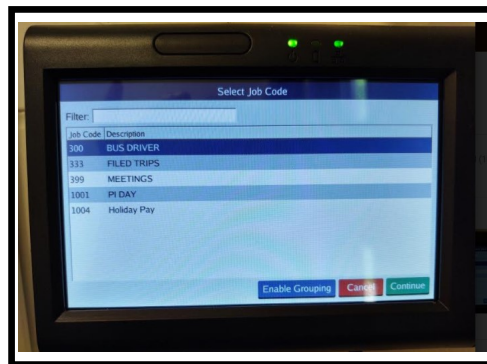 Select Job Code
Filter:
Job Code Description
300 BUS DRIVER
333 FILED TRIPS
399 MEETINGS
1001 PI DAY
1004 Holiday Pay
Enable Grouping Cancel Continue